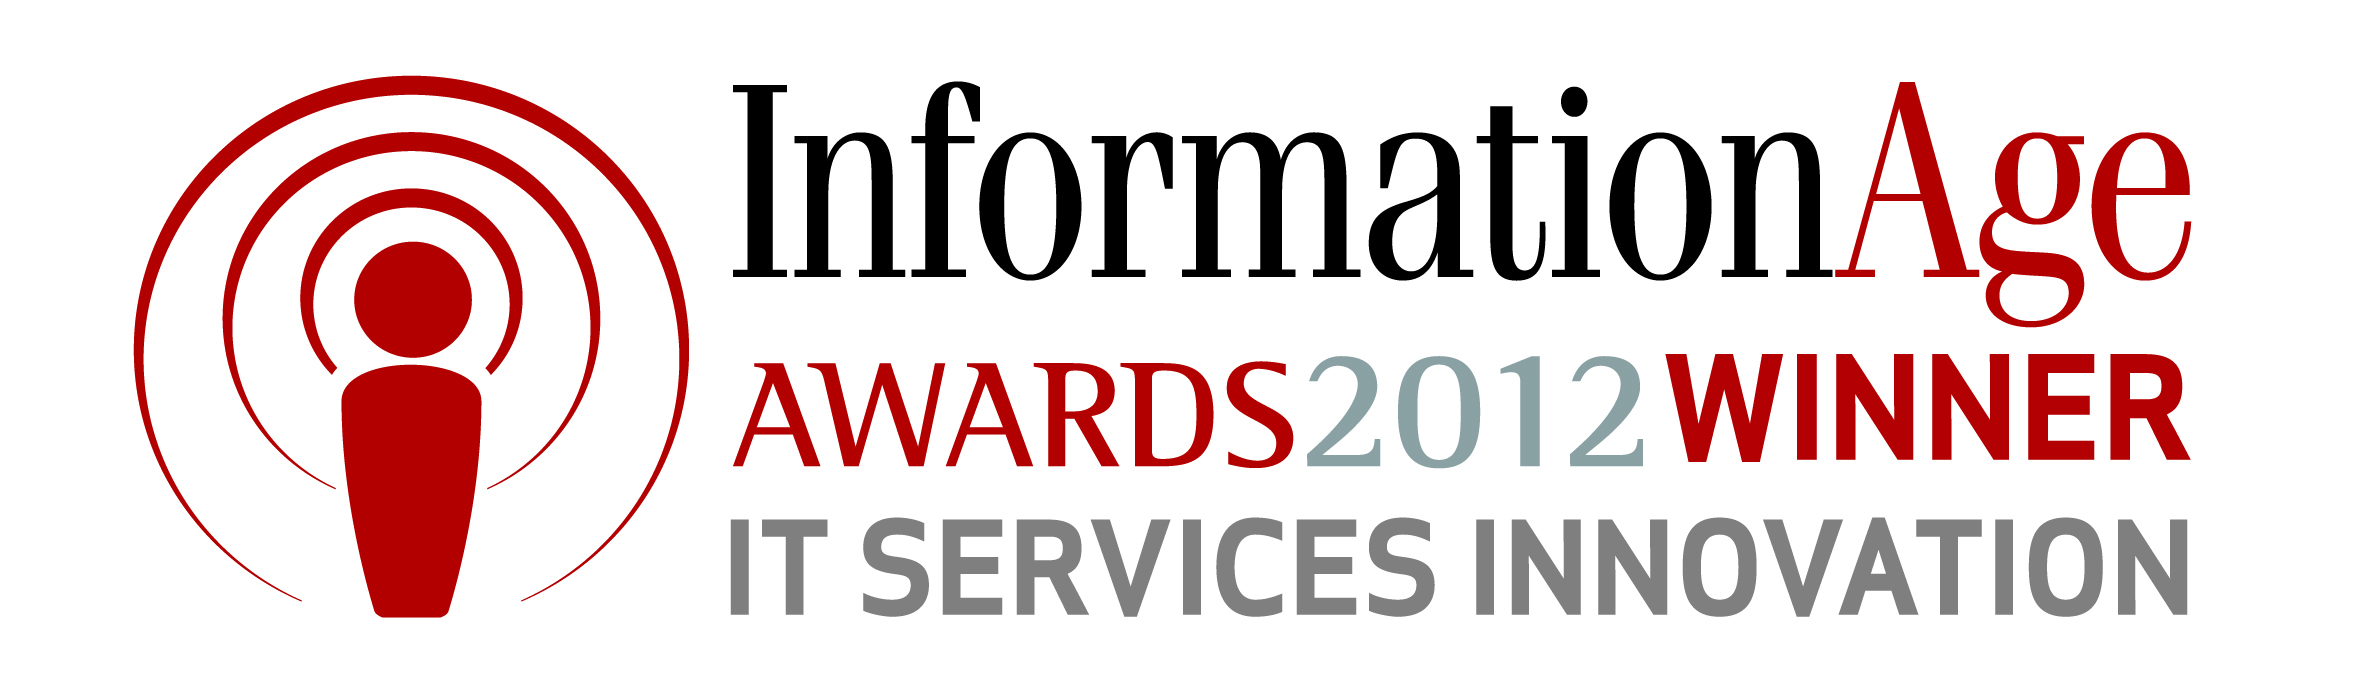 InformationAge
AWARDS2012WINNER
IT SERVICES INNOVATION